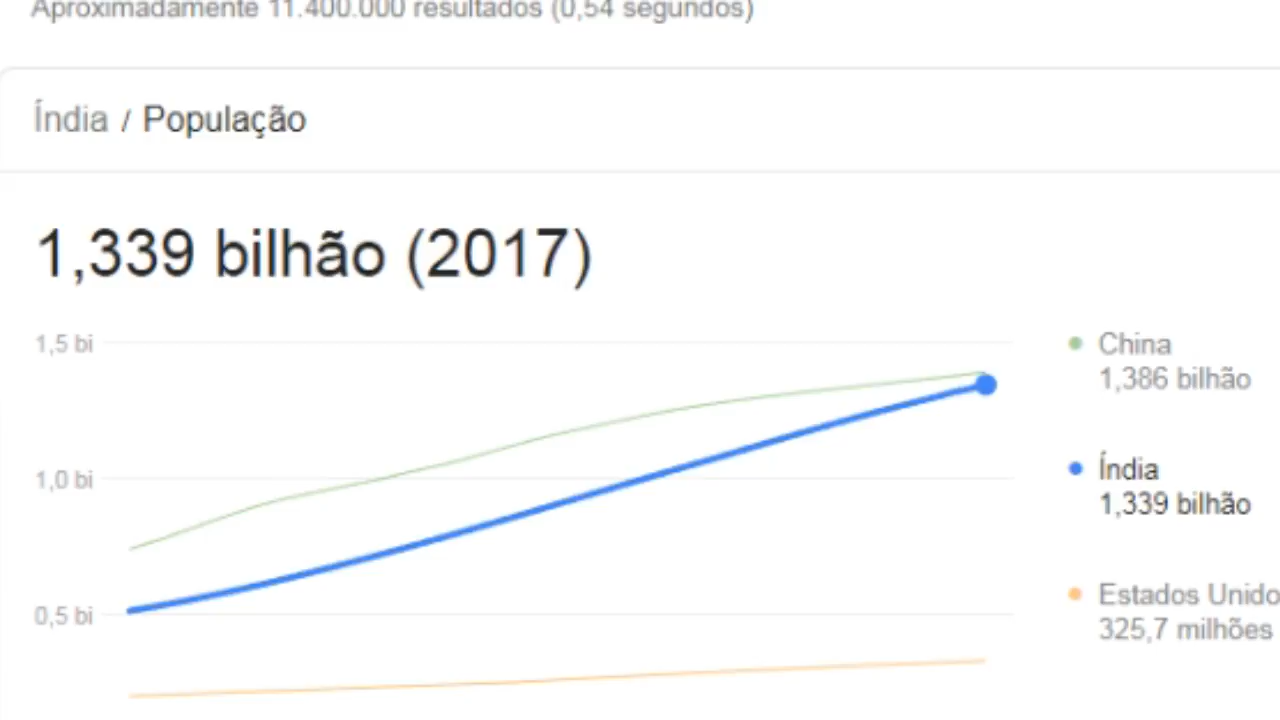 Aproximadamente 11.400.000 resultados (0,54 segundos)
Índia / População
1,339 bilhão (2017)
1,5 bi
1,0 bi
0,5 bi
China
1,386 bilhão
Índia
1,339 bilhão
Estados Unido
325,7 milhões